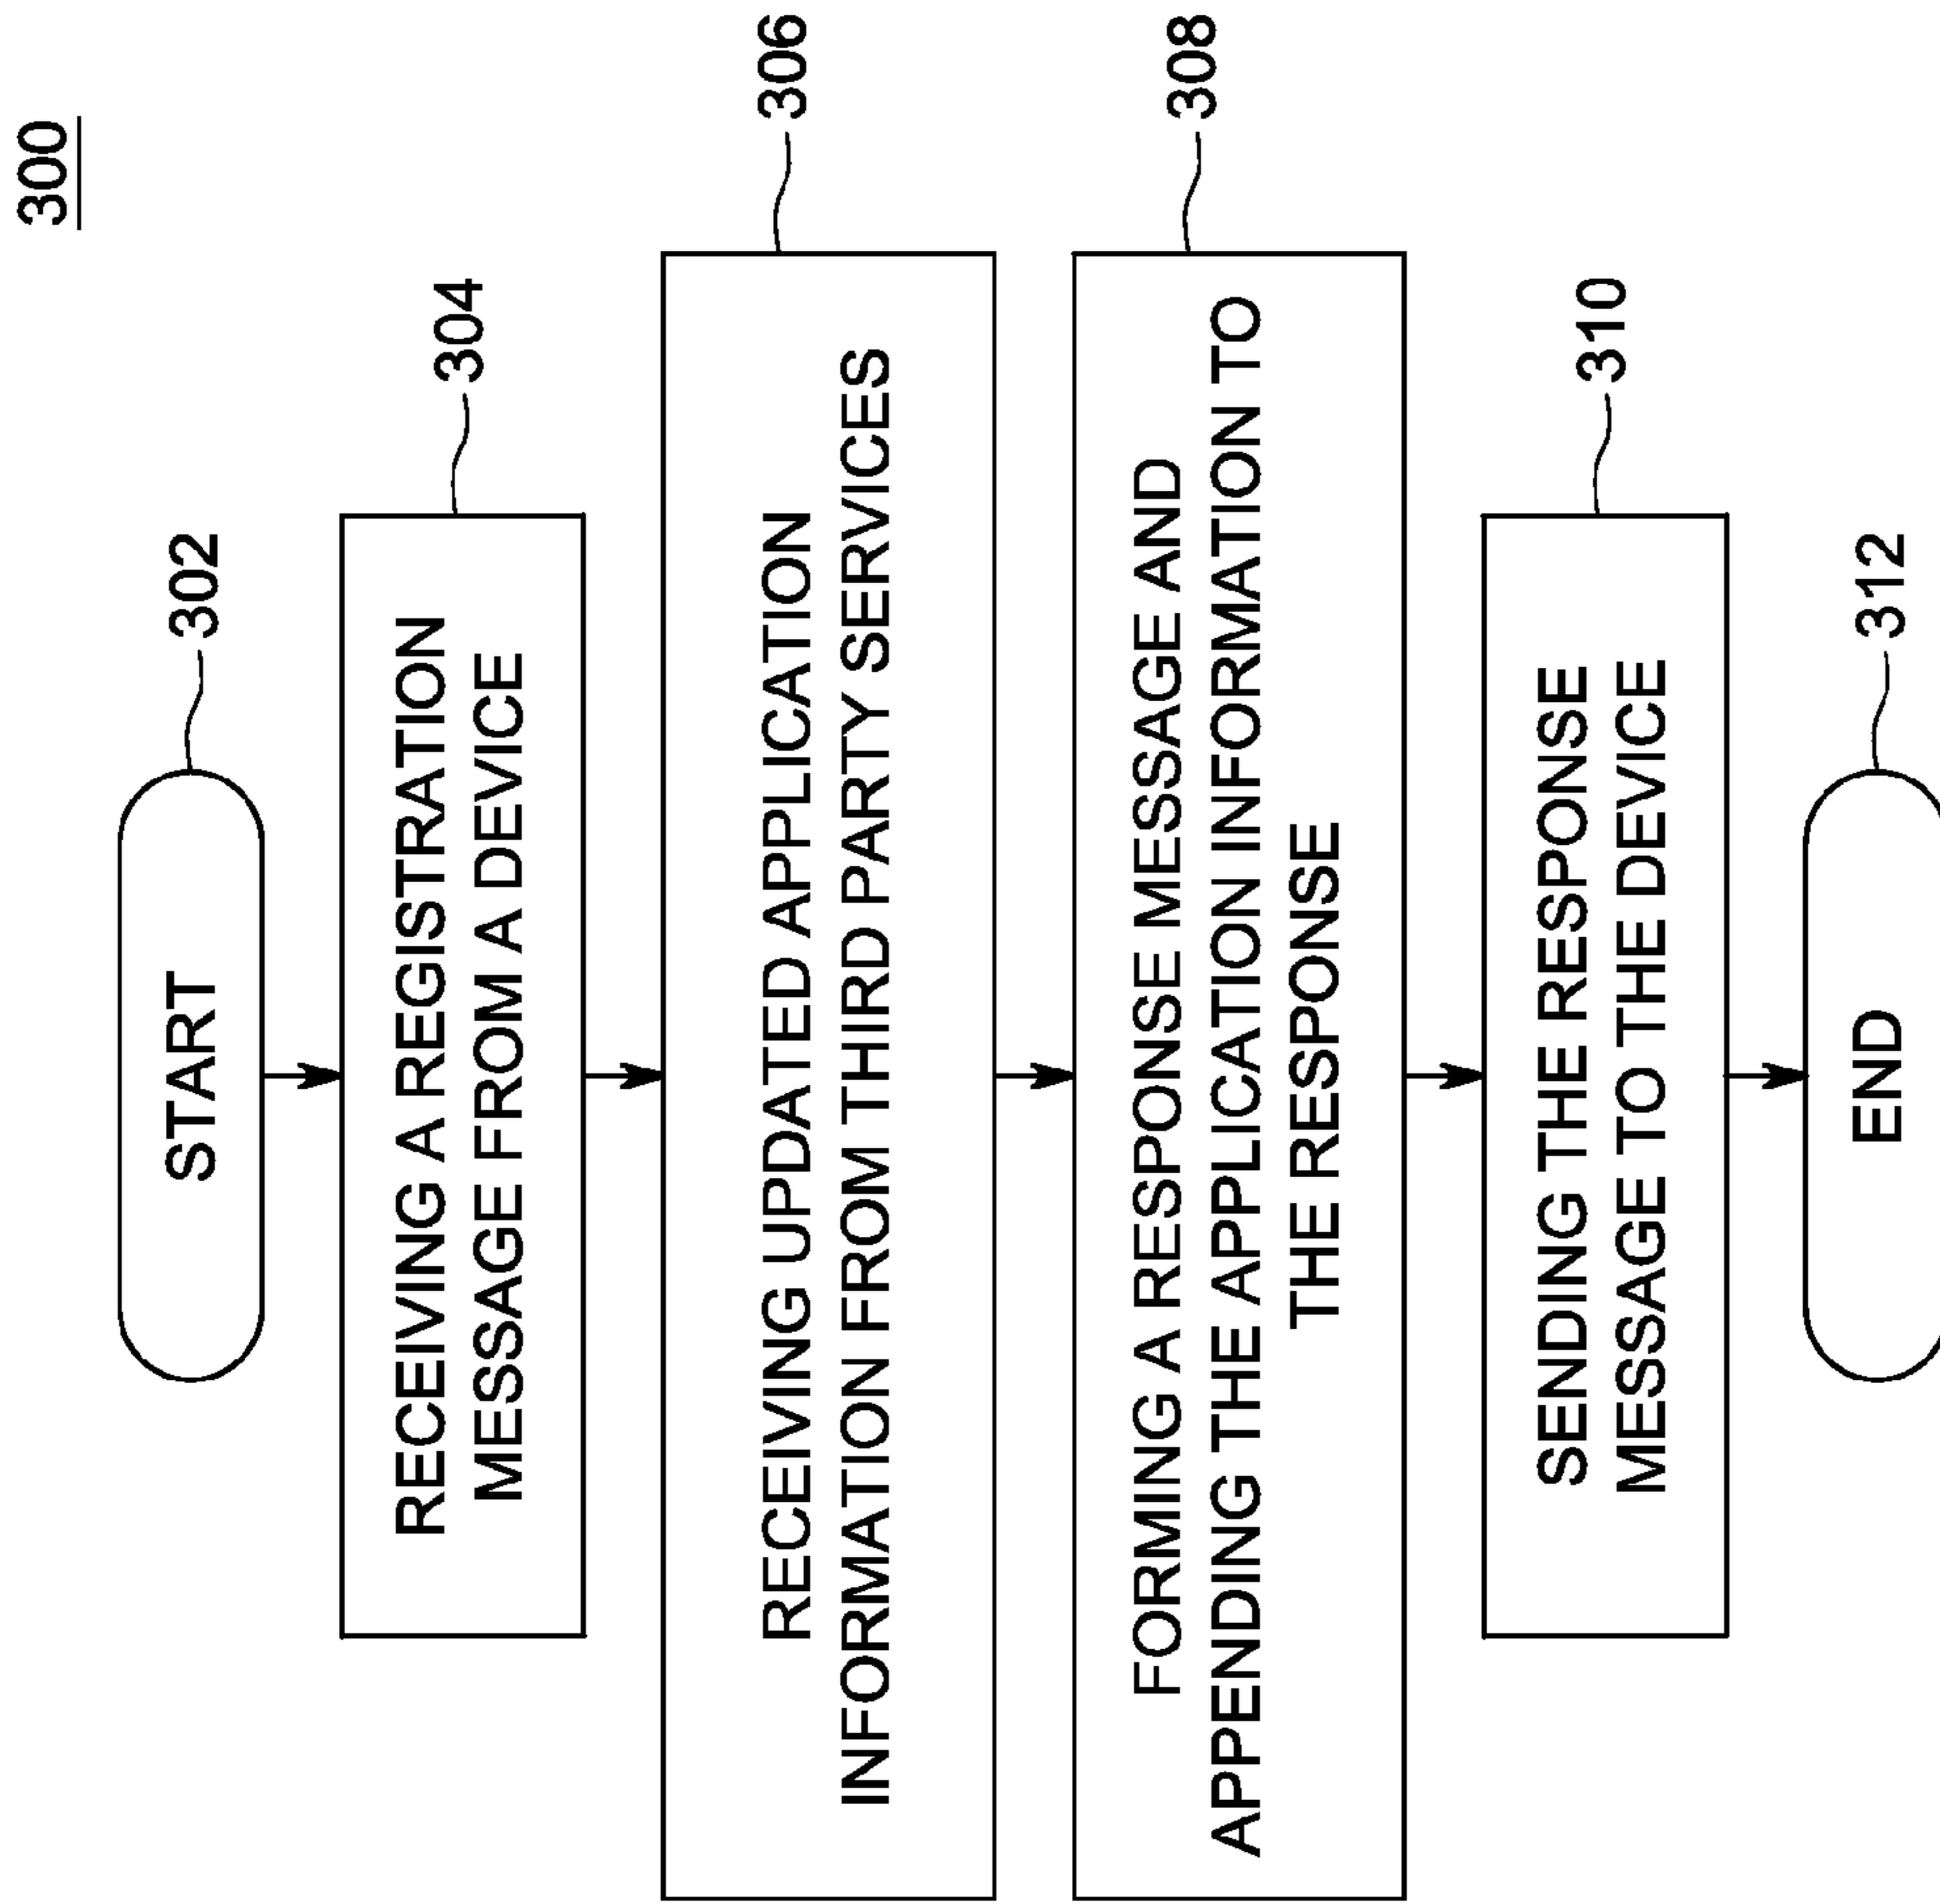 300
START
302
RECEIVING A REGISTRATION
MESSAGE FROM A DEVICE
304
RECEIVING UPDATED APPLICATION
INFORMATION FROM THIRD PARTY SERVICES
306
FORMING A RESPONSE MESSAGE AND
APPENDING THE APPLICATION INFORMATION TO
THE RESPONSE
308
SENDING THE RESPONSE
MESSAGE TO THE DEVICE
310
END
312